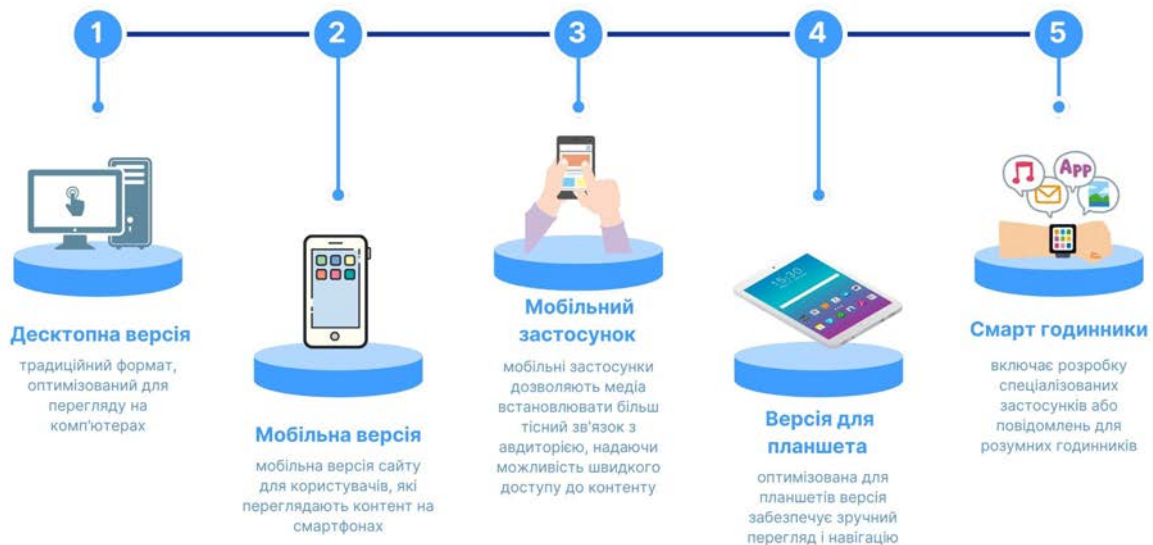 1
2
3
4
5
Десктопна версія
традиційний формат,
оптимізований для
перегляду на
комп'ютерах
Мобільна версія
мобільна версія сайту
для користувачів, які
переглядають контент на
смартфонах
Мобільний
застосунок
мобільні застосунки
дозволяють медіа
встановлювати більш
тісний зв'язок з
авдиторією, надаючи
можливість швидкого
доступу до контенту
15:30
Версія для
планшета
оптимізована для
планшетів версія
забезпечує зручний
перегляд і навігацію
App
Смарт годинники
включає розробку
спеціалізованих
застосунків або
повідомлень для
розумних годинників